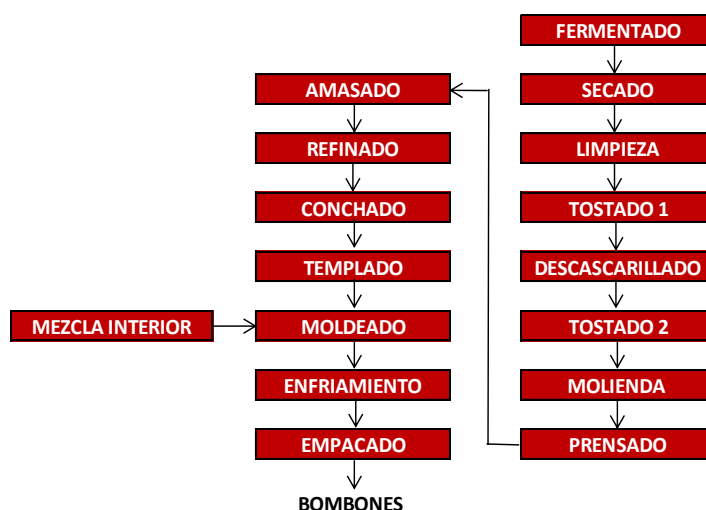 FERMENTADO
SECADO
LIMPIEZA
TOSTADO 1
DESCASCARILLADO
TOSTADO 2
MOLIENDA
PRENSADO
AMASADO
REFINADO
CONCHADO
TEMPLADO
MEZCLA INTERIOR
MOLDEADO
ENFRIAMIENTO
EMPACADO
BOMBONES